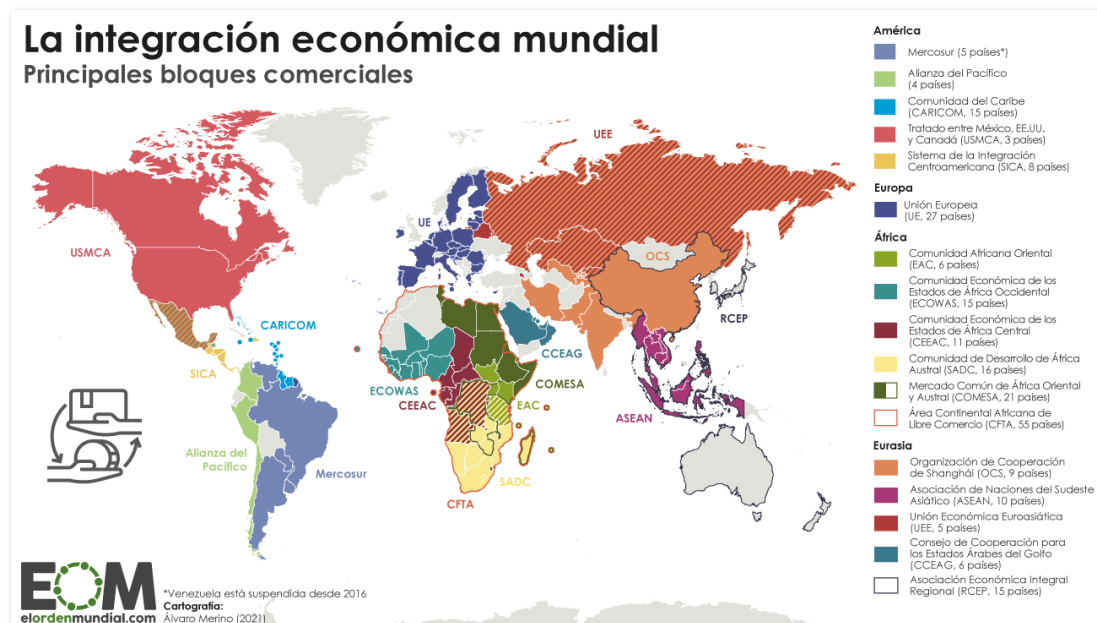 La integración económica mundial
Principales bloques comerciales
USMCA
CARICOM
SICA
Alianza del
Pacífico
Mercosur
UE
UEE
OCS
RCEP
CCEAG
COMESA
ECOWAS
CEEAC
EAC
ASEAN
SADC
CFTA
América
Mercosur (5 países*)
Alianza del Pacífico
(4 países)
Comunidad del Caribe
(CARICOM, 15 países)
Tratado entre México, EE.UU.
y Canadá (USMCA, 3 países)
Sistema de la Integración
Centroamericana (SICA, 8 países)
Europa
Unión Europea
(UE, 27 países)
África
Comunidad Africana Oriental
(EAC, 6 países)
Comunidad Económica de los
Estados de África Occidental
(ECOWAS, 15 países)
Comunidad Económica de los
Estados de África Central
(CEEAC, 11 países)
Comunidad de Desarrollo de África
Austral (SADC, 16 países)
Mercado Común de África Oriental
y Austral (COMESA, 21 países)
Área Continental Africana de
Libre Comercio (CFTA, 55 países)
Eurasia
Organización de Cooperación
de Shanghái (OCS, 9 países)
Asociación de Naciones del Sudeste
Asiático (ASEAN, 10 países)
Unión Económica Euroasiática
(UEE, 5 países)
Consejo de Cooperación para
los Estados Árabes del Golfo
(CCEAG, 6 países)
Asociación Económica Integral
Regional (RCEP, 15 países)
EOM
elordenmundial.com
*Venezuela está suspendida desde 2016
Cartografía:
Álvaro Merino (2021)